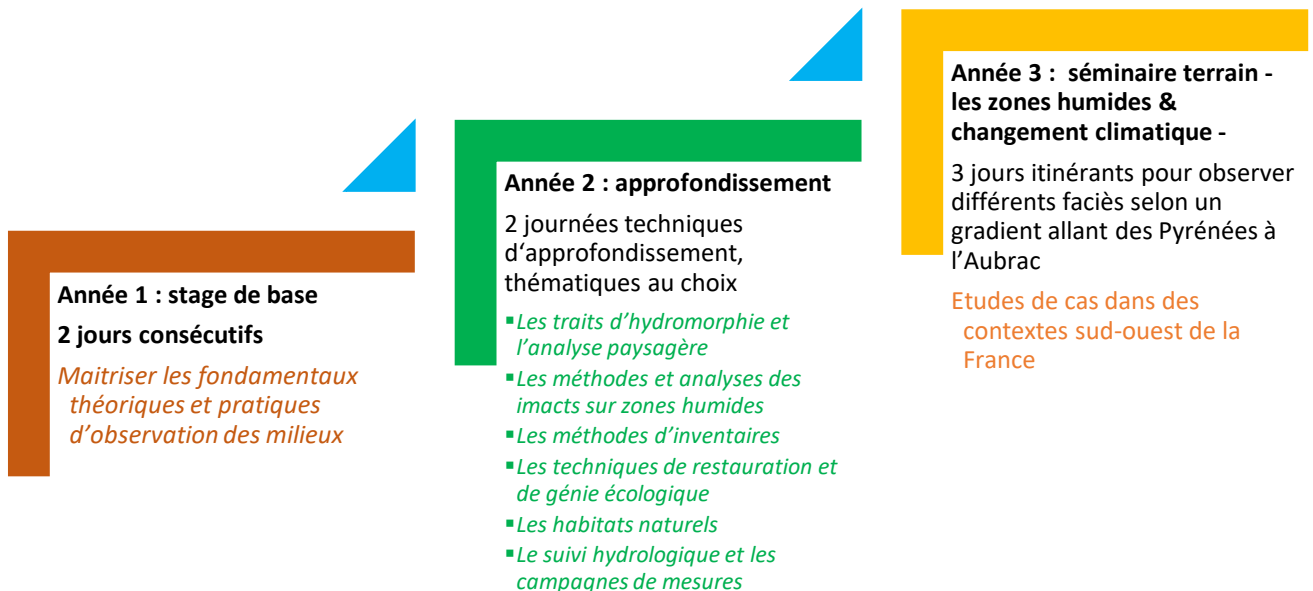 Année 1 : stage de base
2 jours consécutifs
Maitriser les fondamentaux
théoriques et pratiques
d’observation des milieux
Année 2 : approfondissement
2 journées techniques
d‘approfondissement,
thématiques au choix
▪Les traits d’hydromorphie et
l’analyse paysagère
▪Les méthodes et analyses des
imacts sur zones humides
▪Les méthodes d’inventaires
▪Les techniques de restauration et
de génie écologique
▪Les habitats naturels
▪Le suivi hydrologique et les
campagnes de mesures
Année 3 : séminaire terrain -
les zones humides &
changement climatique -
3 jours itinérants pour observer
différents faciès selon un
gradient allant des Pyrénées à
l’Aubrac
Etudes de cas dans des
contextes sud-ouest de la
France